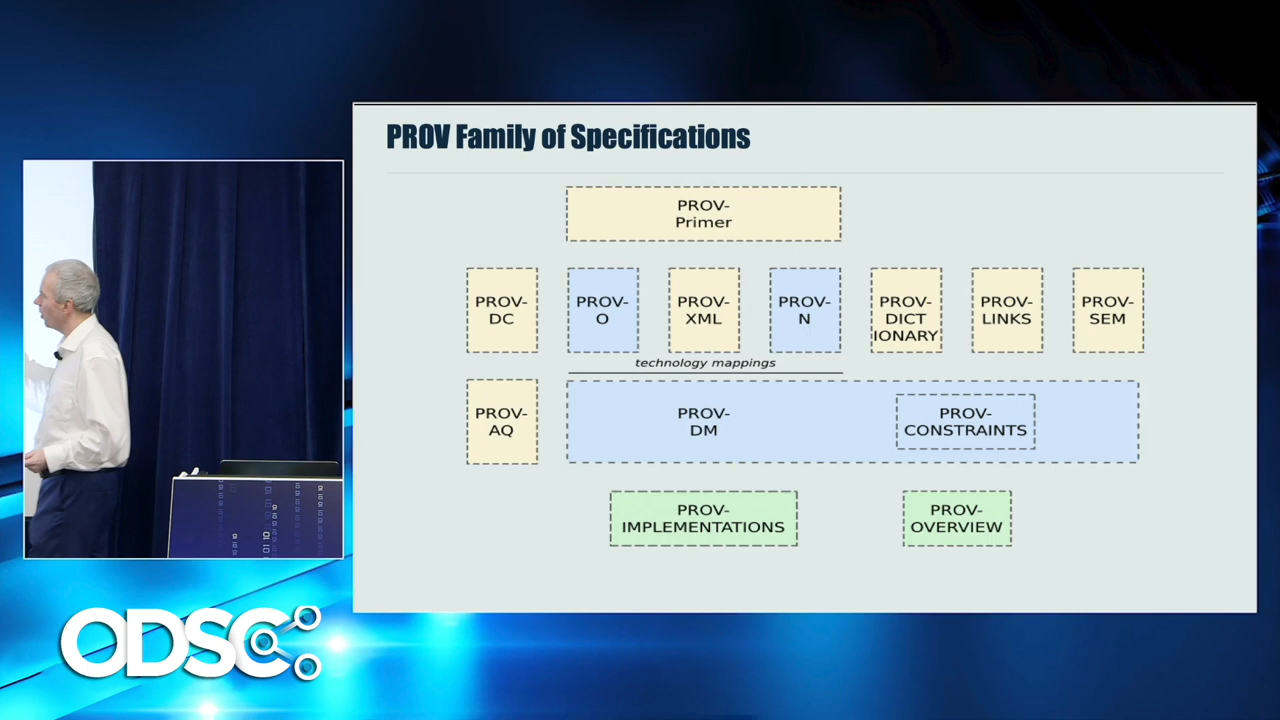 PROV Family of Specifications
PROV-
Primer
PROV-
DC
PROV-
O
PROV-
XML
PROV-
N
PROV-
DICT
IONARY
PROV-
LINKS
PROV-
SEM
technology mappings
PROV-
AQ
PROV-
DM
PROV-
CONSTRAINTS
PROV-
IMPLEMENTATIONS
PROV-
OVERVIEW
ODSC